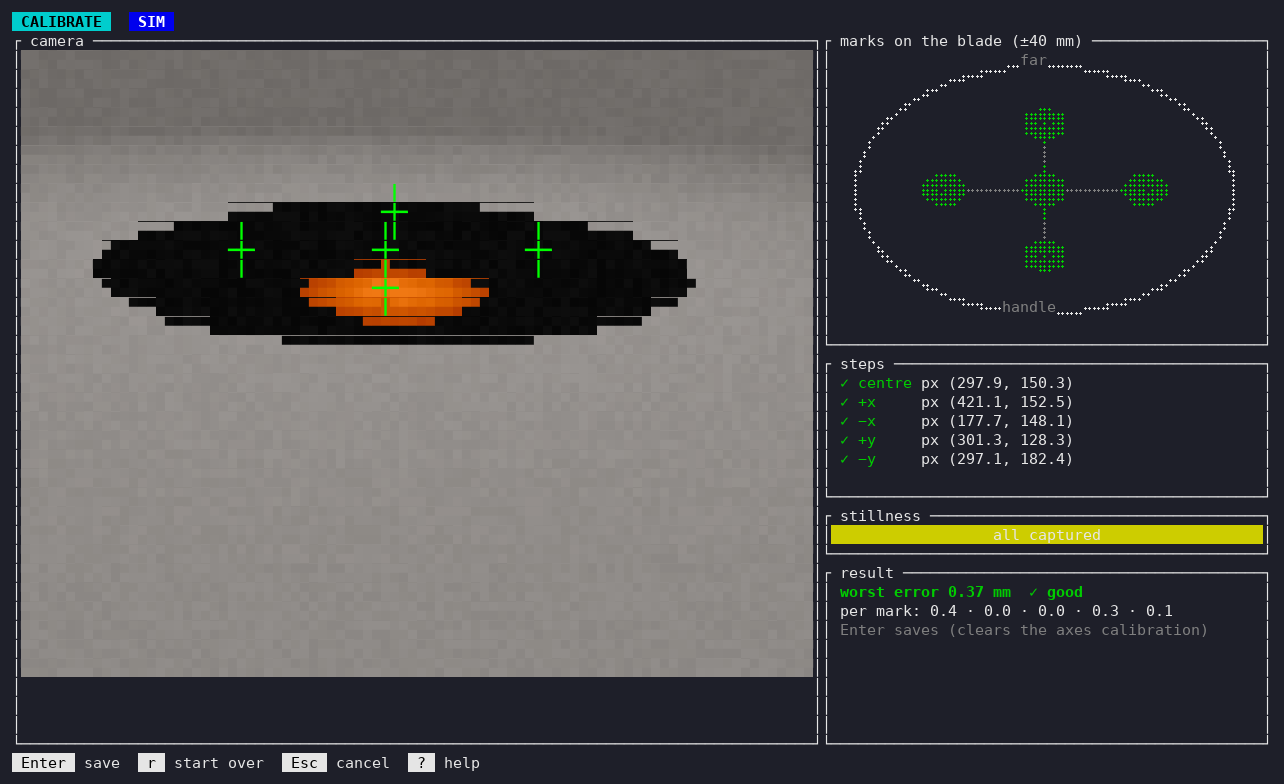 CALIBRATE SIM
camera
marks on the blade (±40 mm)
far
handle
steps
✓ centre px (297.9, 150.3)
✓ +x px (421.1, 152.5)
✓ −x px (177.7, 148.1)
✓ +y px (301.3, 128.3)
✓ −y px (297.1, 182.4)
stillness
all captured
result
worst error 0.37 mm ✓ good
per mark: 0.4 · 0.0 · 0.0 · 0.3 · 0.1
Enter saves (clears the axes calibration)
Enter save r start over Esc cancel ? help